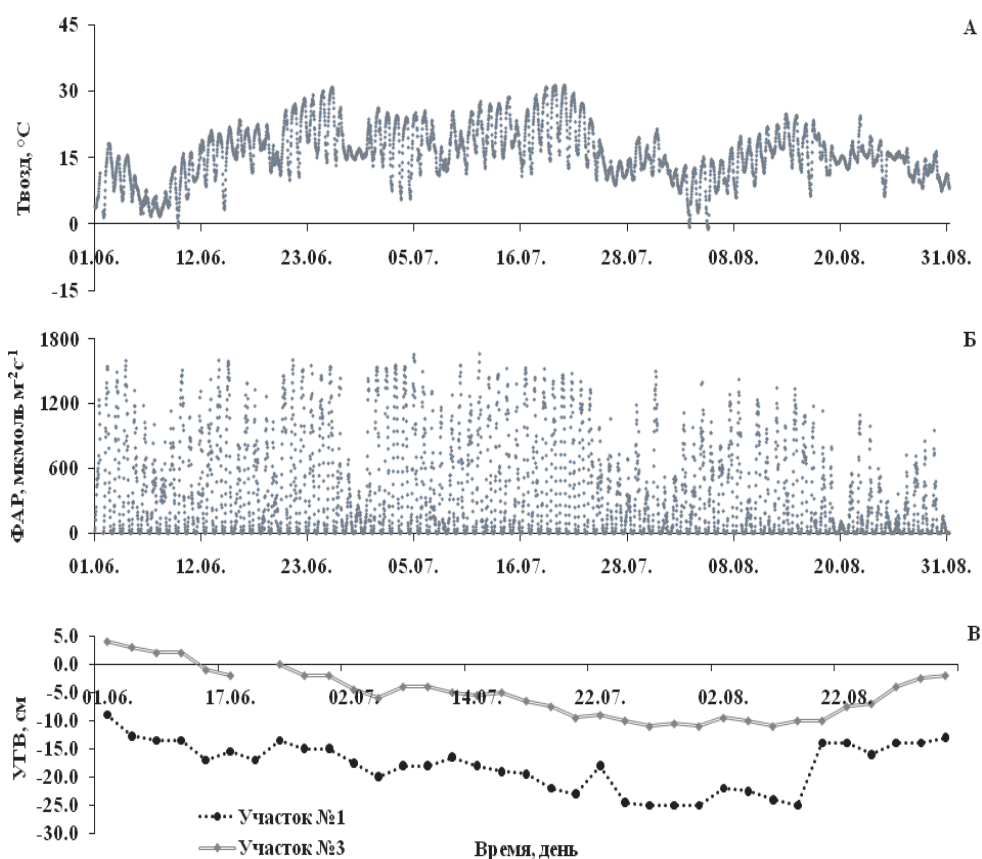 А
45
30
15
0
-15
Твозд, °С
01.06. 12.06. 23.06. 05.07. 16.07. 28.07. 08.08. 20.08. 31.08.
Б
1800
1200
600
0
ФАР, мкмоль м⁻²с⁻¹
01.06. 12.06. 23.06. 05.07. 16.07. 28.07. 08.08. 20.08. 31.08.
В
5.0
0.0
-5.0
-10.0
-15.0
-20.0
-25.0
-30.0
УГВ, см
01.06. 17.06. 02.07. 14.07. 22.07. 02.08. 22.08.
Участок №1
Участок №3
Время, день